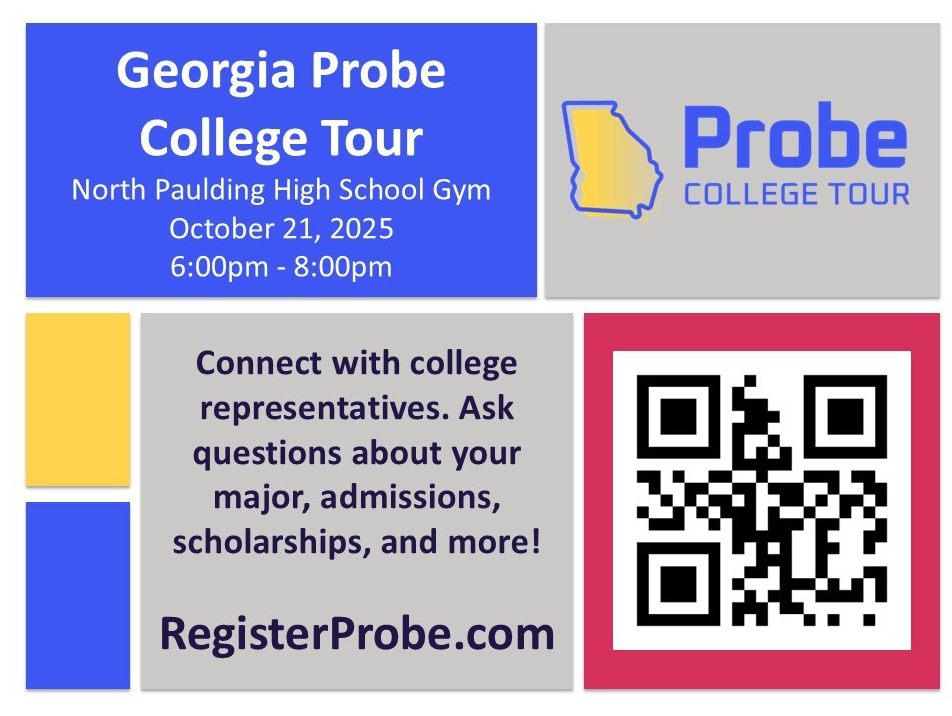 Georgia Probe
College Tour
North Paulding High School Gym
October 21, 2025
6:00pm - 8:00pm
Probe
COLLEGE TOUR
Connect with college
representatives. Ask
questions about your
major, admissions,
scholarships, and more!
RegisterProbe.com